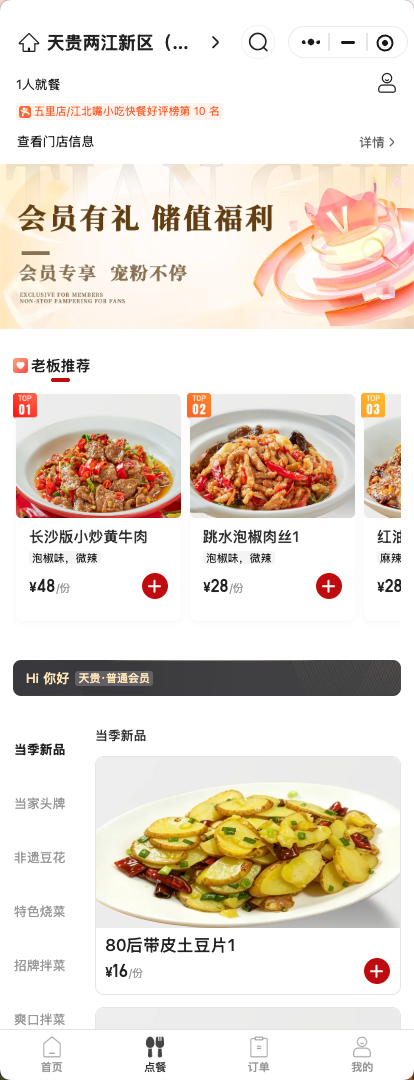 天贵两江新区（...
1人就餐
五里店/江北嘴小吃快餐好评榜第 10 名
查看门店信息
详情
TIAN GUI
会员有礼 储值福利
会员专享 宠粉不停
EXCLUSIVE FOR MEMBERS
NON-STOP PAMPERING FOR FANS
V
老板推荐
TOP
01
TOP
02
TOP
03
长沙版小炒黄牛肉
泡椒味，微辣
¥48/份
跳水泡椒肉丝1
泡椒味，微辣
¥28/份
红油
麻辣
¥28
Hi 你好 天贵·普通会员
当季新品
当家头牌
非遗豆花
特色烧菜
招牌拌菜
爽口拌菜
当季新品
80后带皮土豆片1
¥16/份
首页
点餐
订单
我的